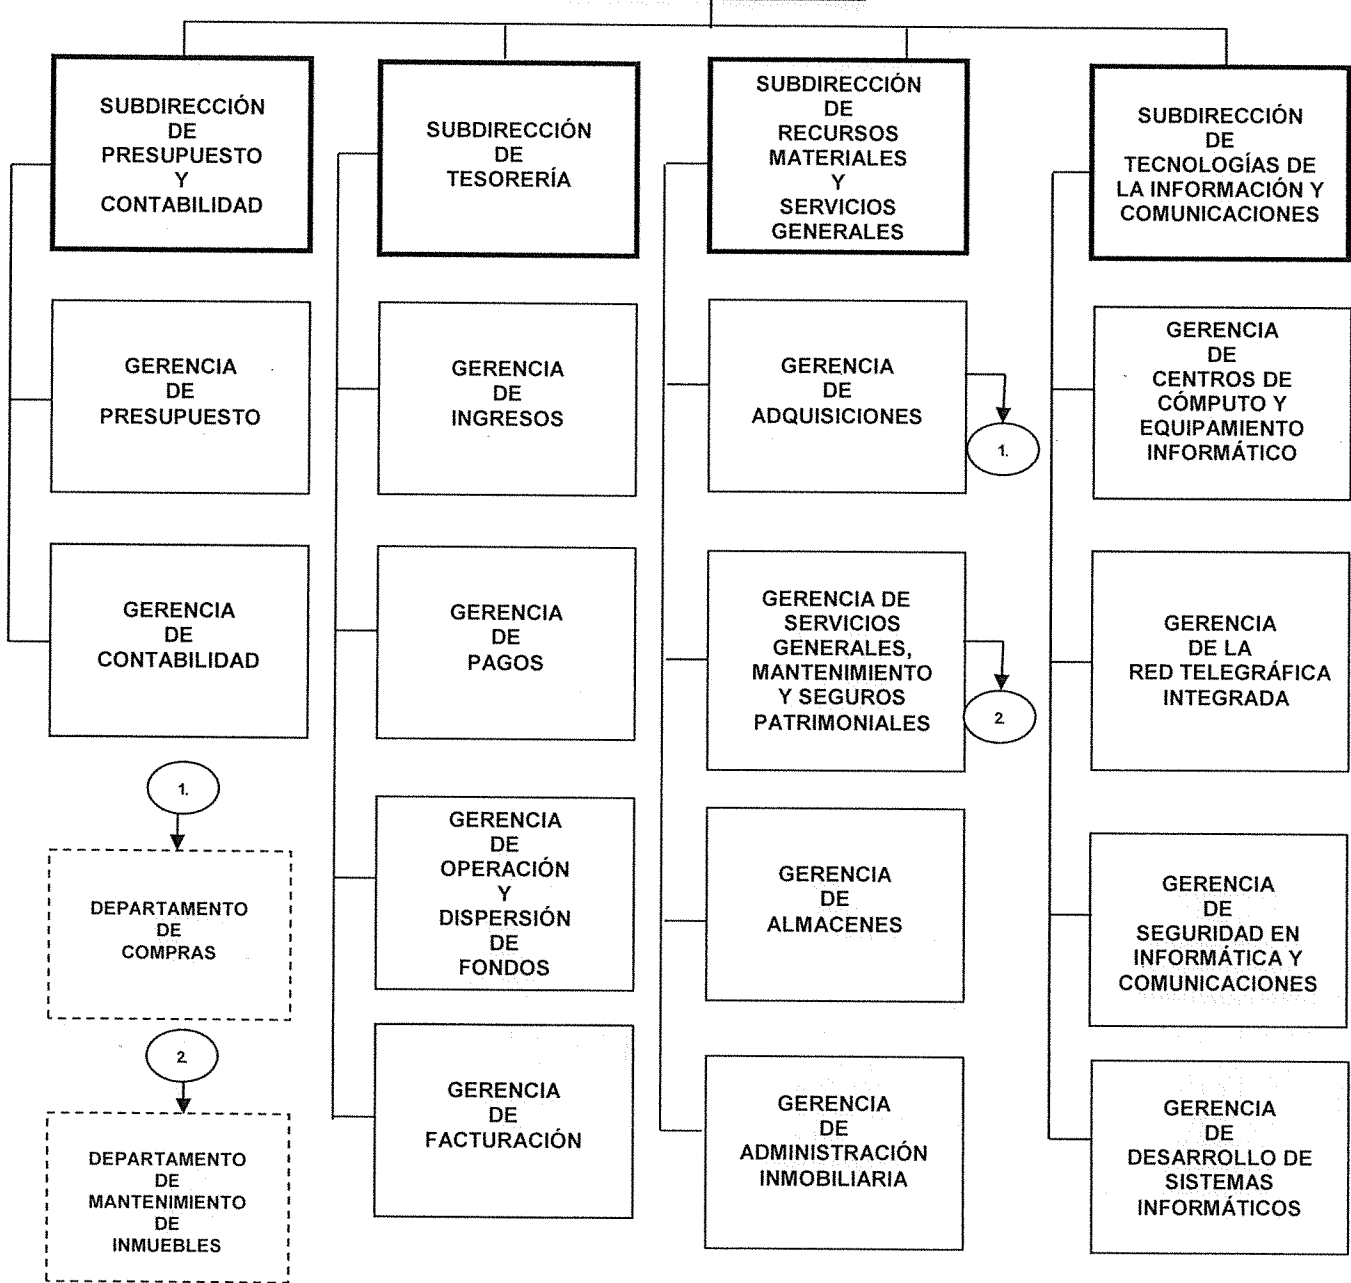 SUBDIRECCIÓN
DE
PRESUPUESTO
Y
CONTABILIDAD
SUBDIRECCIÓN
DE
TESORERÍA
SUBDIRECCIÓN
DE
RECURSOS
MATERIALES
Y
SERVICIOS
GENERALES
SUBDIRECCIÓN
DE
TECNOLOGÍAS DE
LA INFORMACIÓN Y
COMUNICACIONES
GERENCIA
DE
PRESUPUESTO
GERENCIA
DE
INGRESOS
GERENCIA
DE
ADQUISICIONES
1.
GERENCIA
DE
CENTROS DE
CÓMPUTO Y
EQUIPAMIENTO
INFORMÁTICO
GERENCIA
DE
CONTABILIDAD
GERENCIA
DE
PAGOS
GERENCIA DE
SERVICIOS
GENERALES,
MANTENIMIENTO
Y SEGUROS
PATRIMONIALES
2
GERENCIA
DE LA
RED TELEGRÁFICA
INTEGRADA
1.
DEPARTAMENTO
DE
COMPRAS
GERENCIA
DE
OPERACIÓN
Y
DISPERSIÓN
DE
FONDOS
GERENCIA
DE
ALMACENES
GERENCIA
DE
SEGURIDAD EN
INFORMÁTICA Y
COMUNICACIONES
2
DEPARTAMENTO
DE
MANTENIMIENTO
DE
INMUEBLES
GERENCIA
DE
FACTURACIÓN
GERENCIA
DE
ADMINISTRACIÓN
INMOBILIARIA
GERENCIA
DE
DESARROLLO DE
SISTEMAS
INFORMÁTICOS